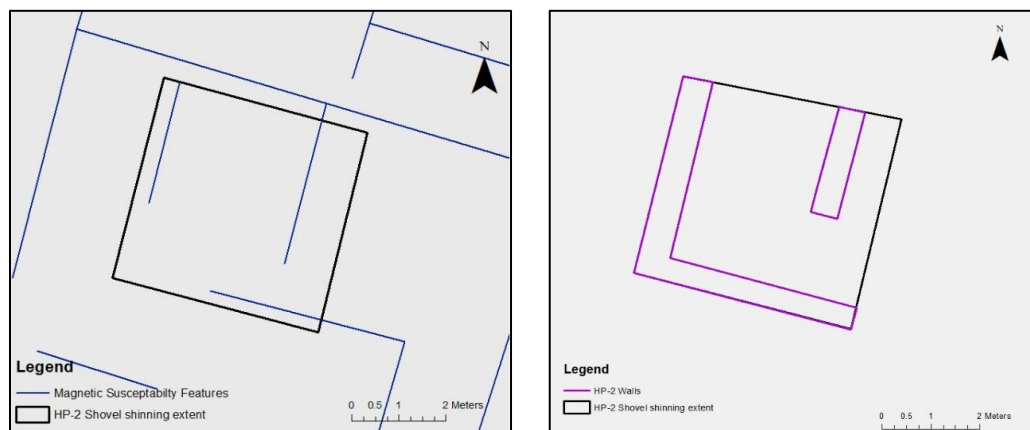 N
Legend
Magnetic Susceptabilty Features
HP-2 Shovel shinning extent
0 0.5 1 2 Meters
N
Legend
HP-2 Walls
HP-2 Shovel shinning extent
0 0.5 1 2 Meters